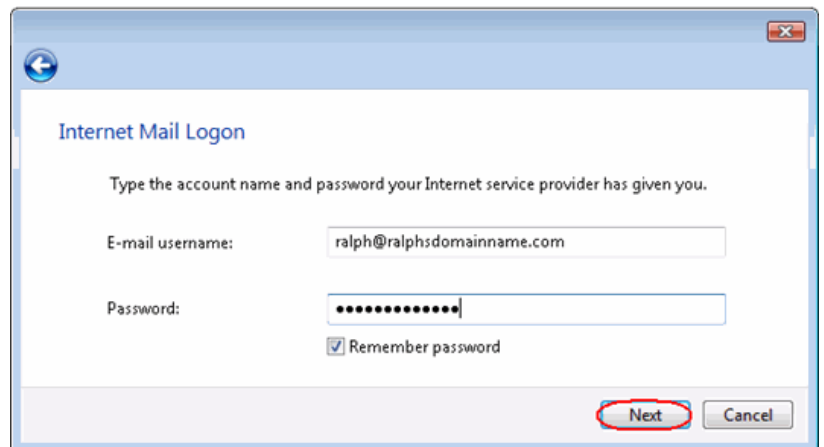 Internet Mail Logon
Type the account name and password your Internet service provider has given you.
E-mail username: ralph@ralphsdomainname.com
Password: •••••••••••••
Remember password
Next Cancel